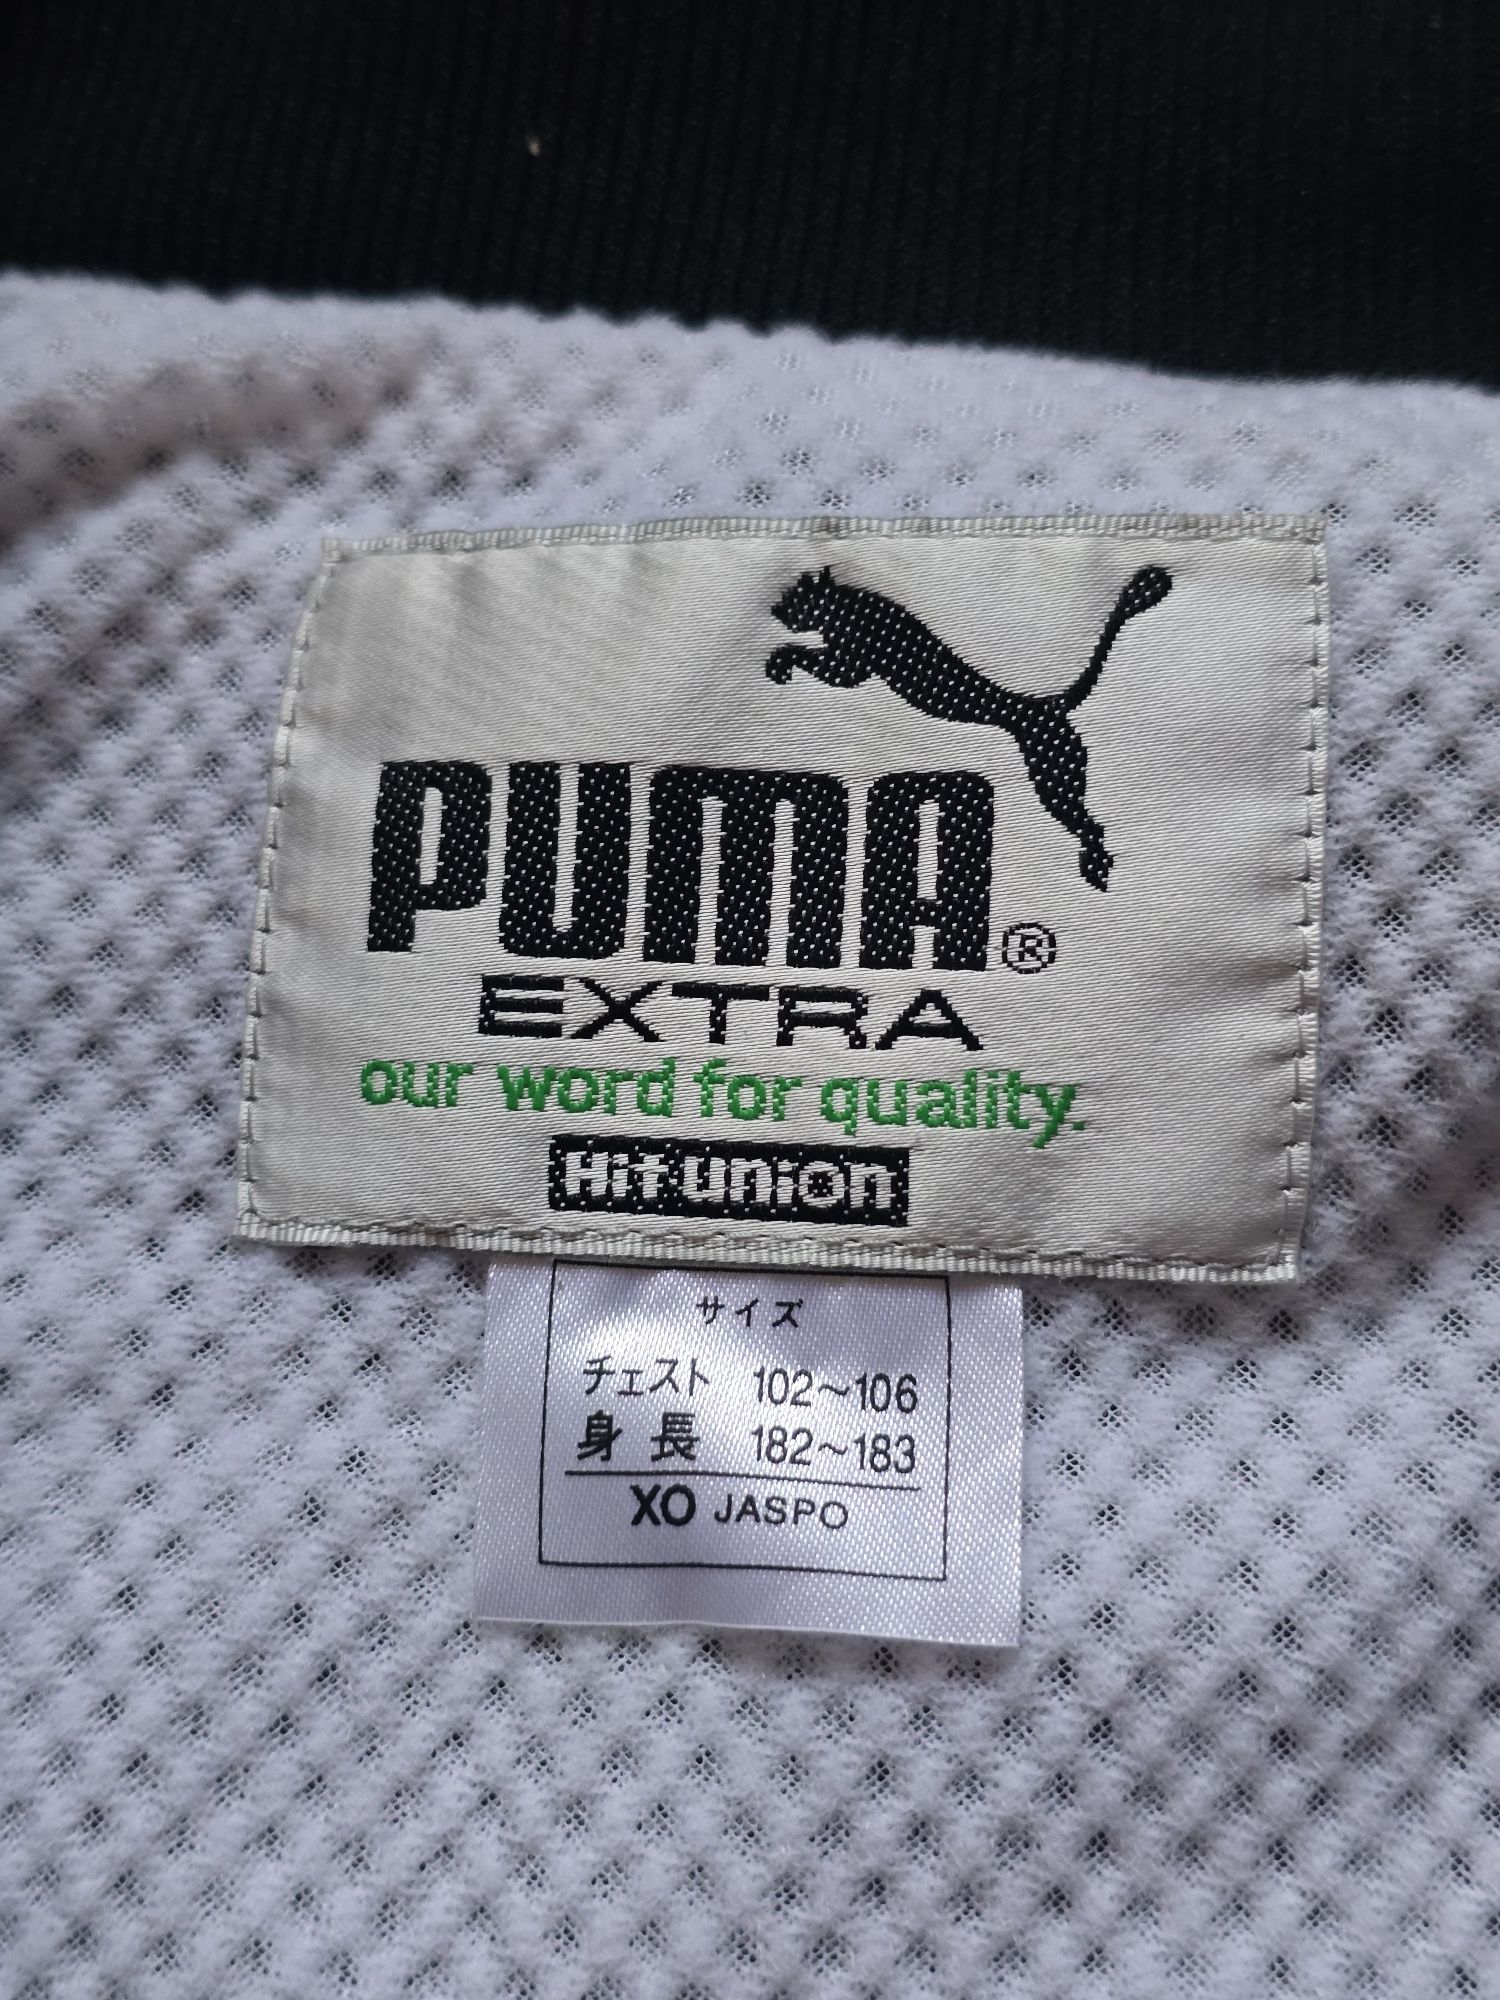 PUMA®
EXTRA
our word for quality.
Hit union
サイズ
チェスト 102~106
身長 182~183
XO JASPO